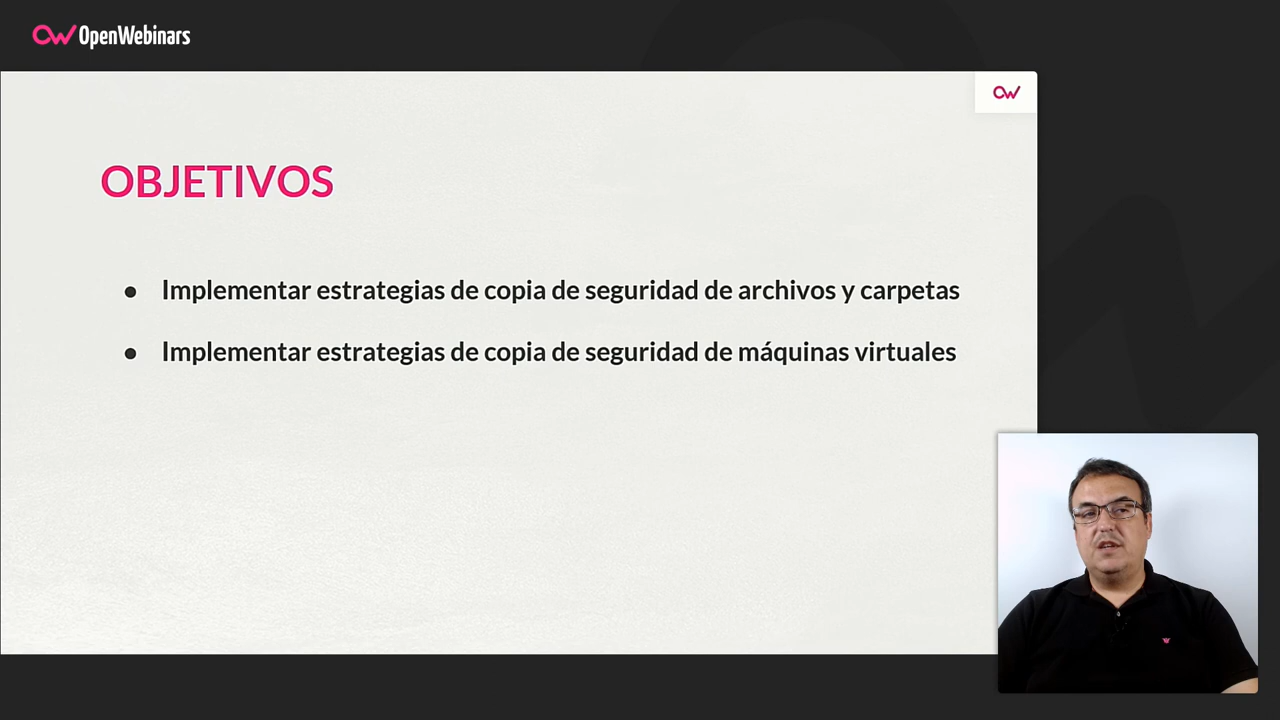 OpenWebinars
OBJETIVOS
● Implementar estrategias de copia de seguridad de archivos y carpetas
● Implementar estrategias de copia de seguridad de máquinas virtuales